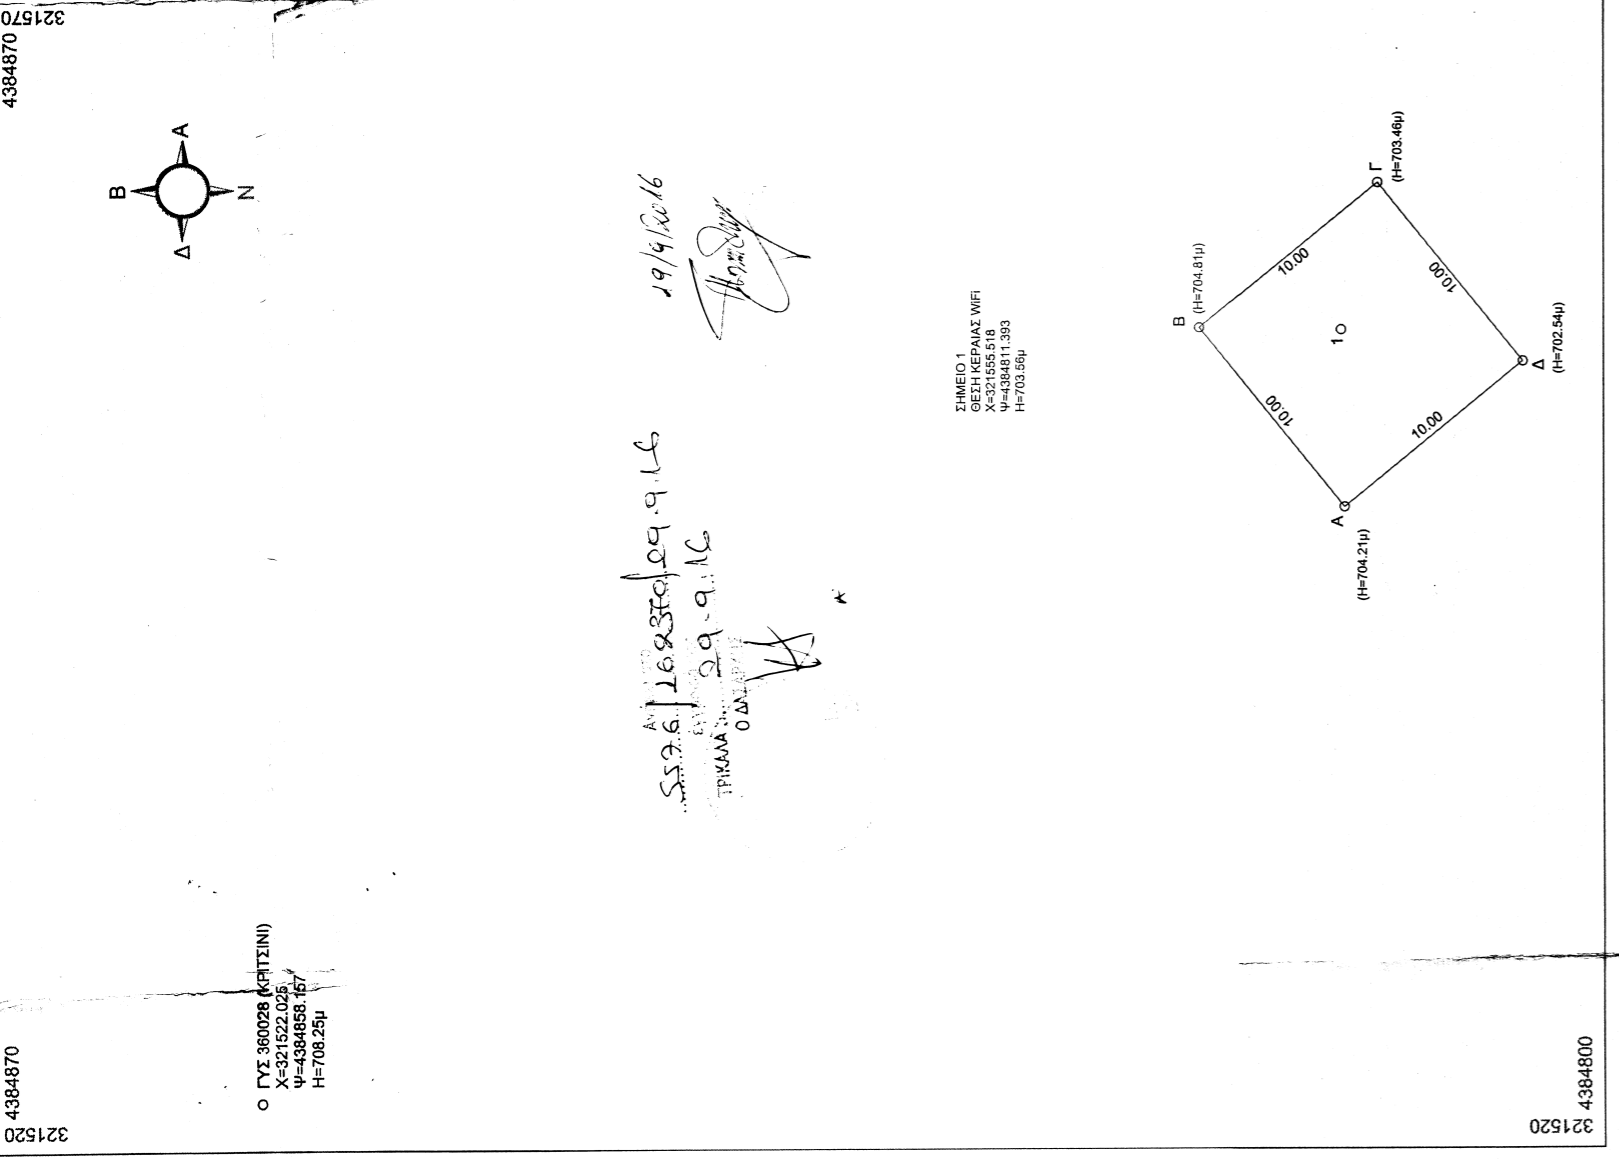 4384870
321570
Β
Α
Δ
Ν
19/9/2016
ΣΗΜΕΙΟ 1
ΘΕΣΗ ΚΕΡΑΙΑΣ WiFi
Χ=321555.518
Ψ=4384811.393
Η=703.56μ
Β
(Η=704.81μ)
10.00
Γ
(Η=703.46μ)
10.00
1
10.00
Α
(Η=704.21μ)
10.00
Δ
(Η=702.54μ)
29.9.16
ΤΡΙΚΑΛΑ 29.9.16
Ο
ΓΥΣ 360028 (ΚΡΙΤΣΙΝΙ)
Χ=321522.025
Ψ=4384858.157
Η=708.25μ
4384870
321520
4384800
321520